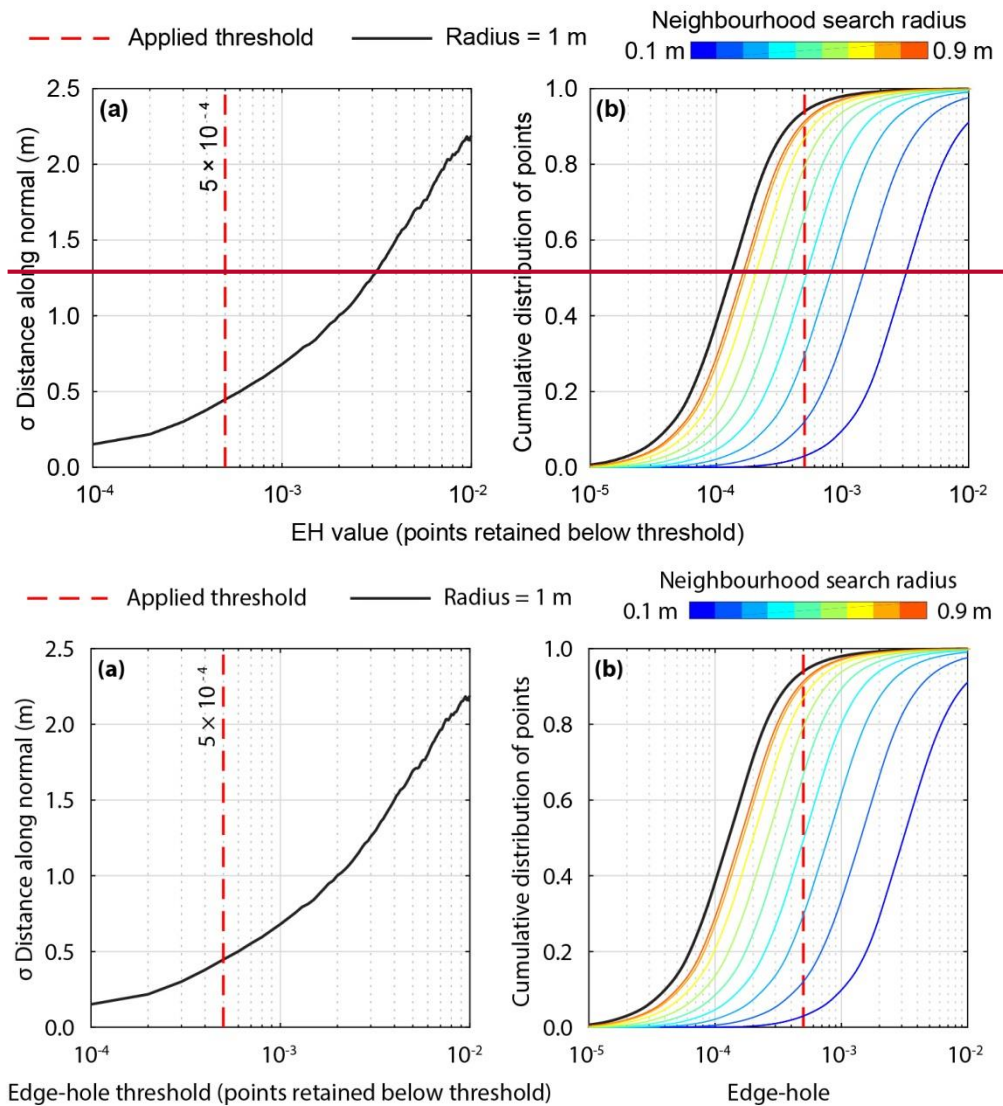 Applied threshold Radius = 1 m Neighbourhood search radius
0.1 m 0.9 m
(a) (b)
5 × 10⁻⁴
σ Distance along normal (m)
2.5
2.0
1.5
1.0
0.5
0.0
10⁻⁴ 10⁻³ 10⁻²
Cumulative distribution of points
1.0
0.8
0.6
0.4
0.2
0.0
10⁻⁵ 10⁻⁴ 10⁻³ 10⁻²
EH value (points retained below threshold)
Applied threshold Radius = 1 m Neighbourhood search radius
0.1 m 0.9 m
(a) (b)
5 × 10⁻⁴
σ Distance along normal (m)
2.5
2.0
1.5
1.0
0.5
0.0
10⁻⁴ 10⁻³ 10⁻²
Edge-hole threshold (points retained below threshold)
Cumulative distribution of points
1.0
0.8
0.6
0.4
0.2
0.0
10⁻⁵ 10⁻⁴ 10⁻³ 10⁻²
Edge-hole